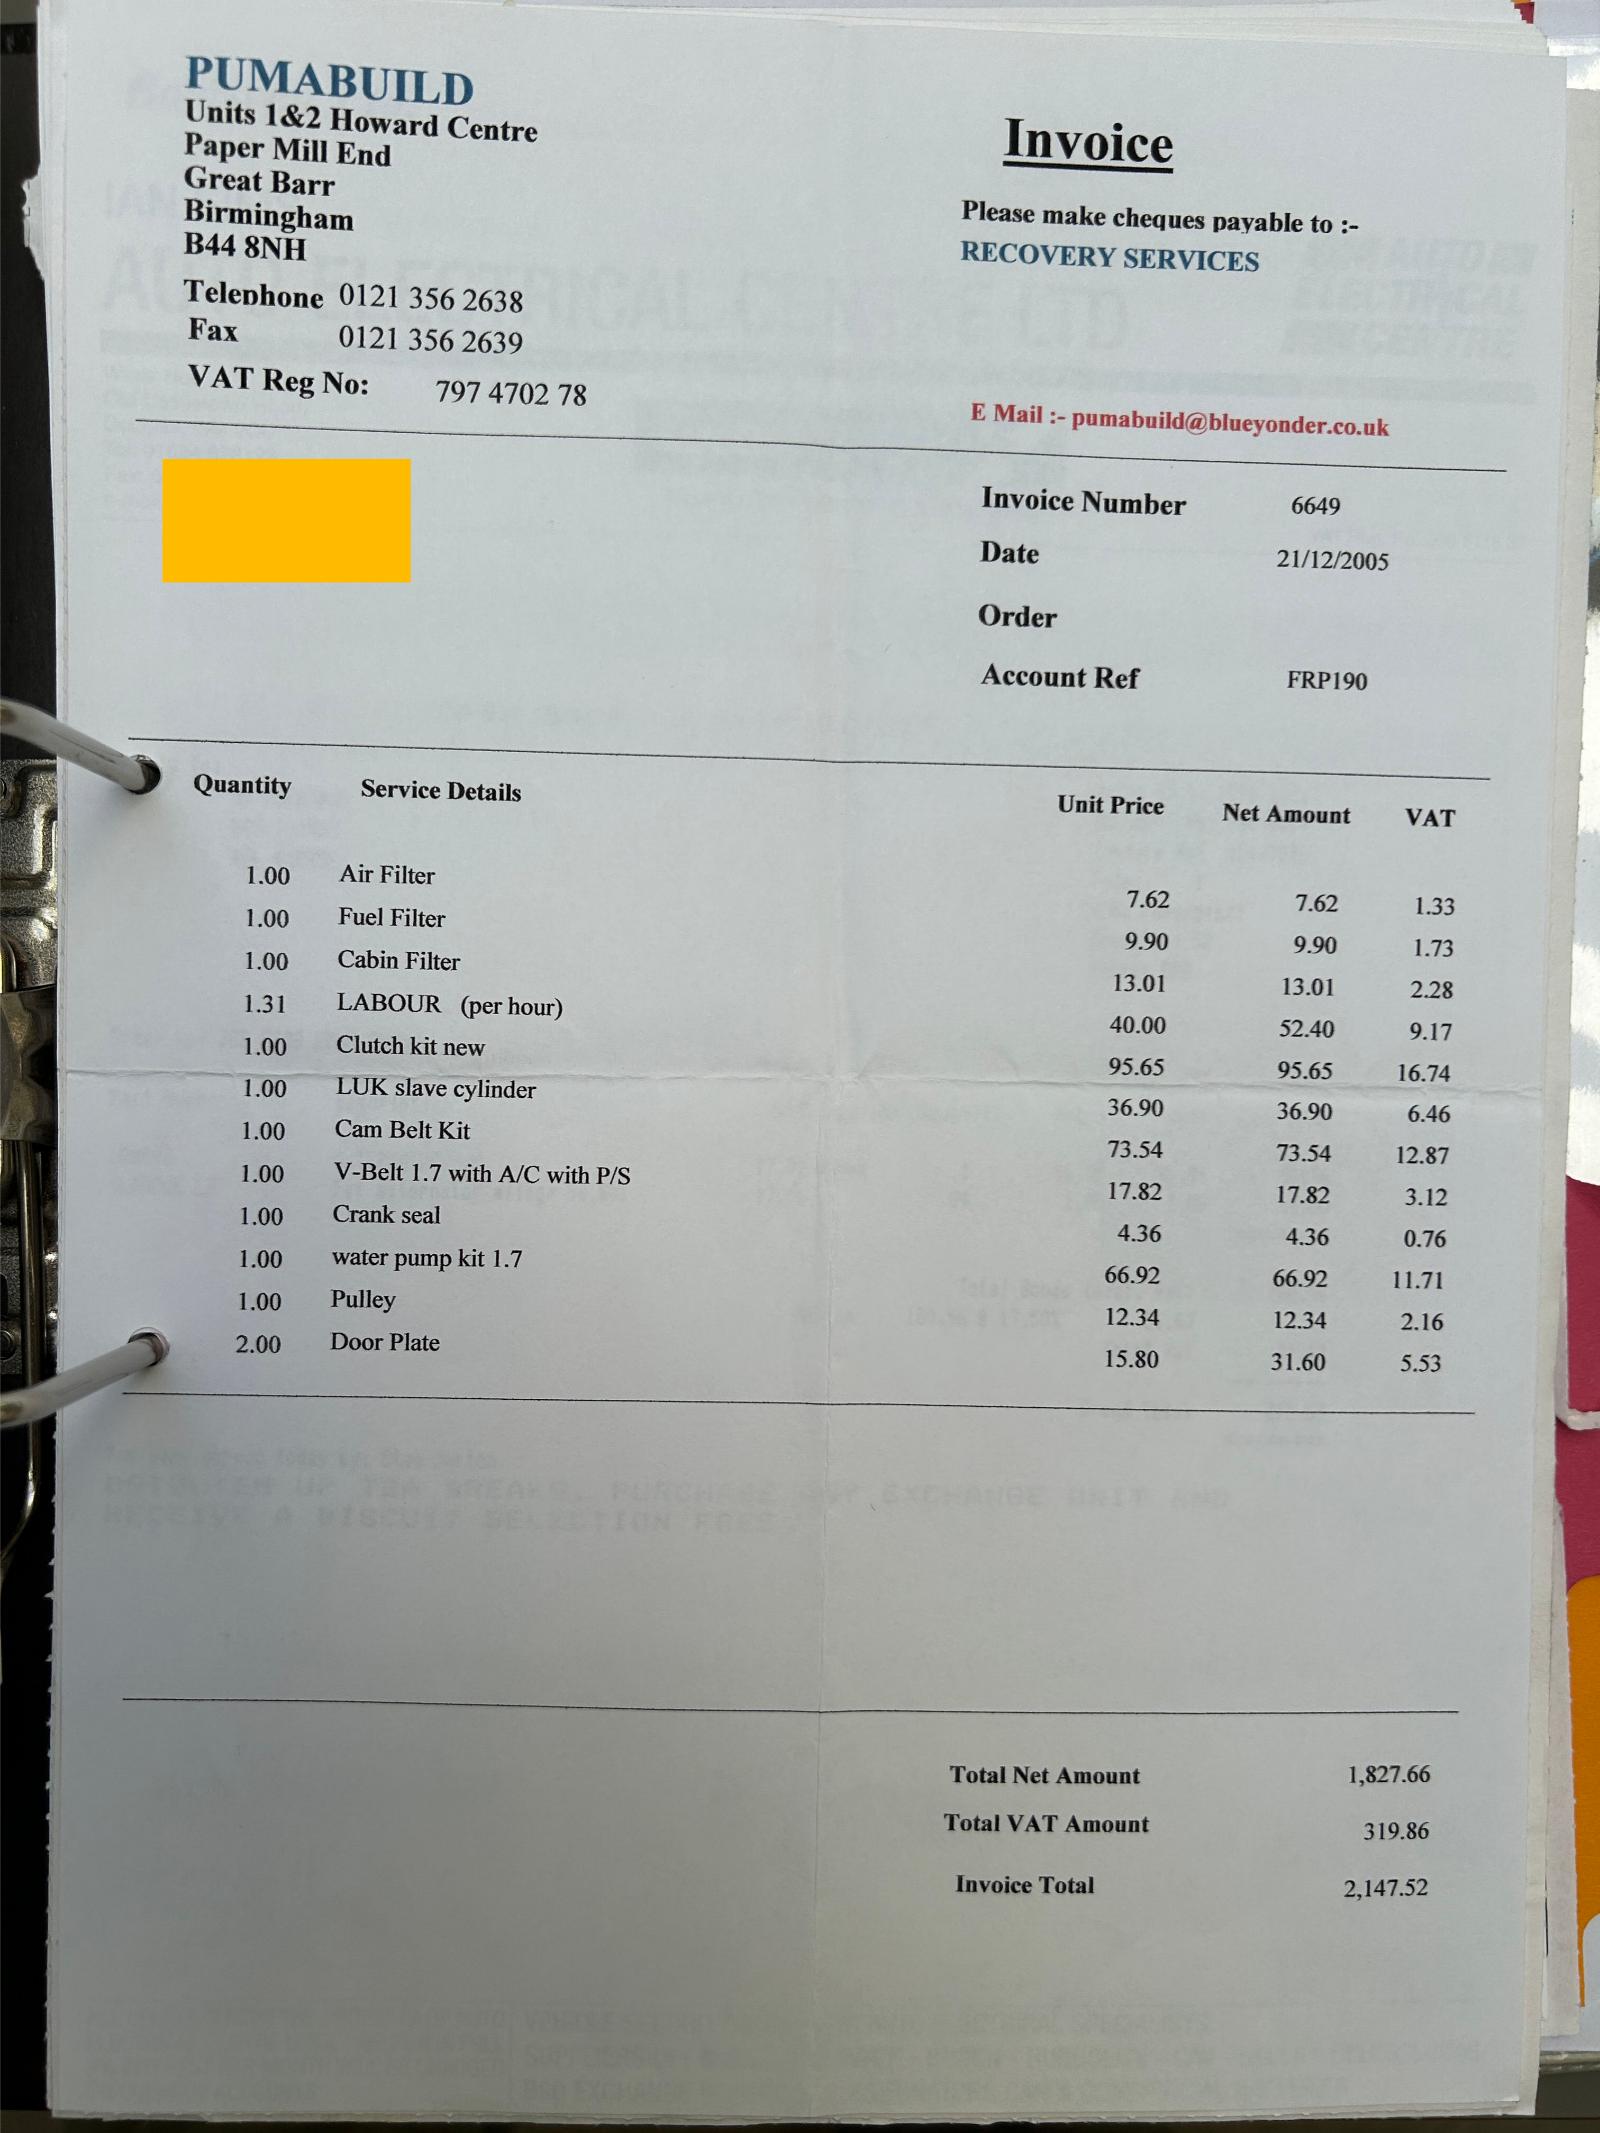 PUMABUILD
Units 1&2 Howard Centre
Paper Mill End
Great Barr
Birmingham
B44 8NH
Telephone 0121 356 2638
Fax 0121 356 2639
VAT Reg No: 797 4702 78
Invoice
Please make cheques payable to :-
RECOVERY SERVICES
E Mail :- pumabuild@blueyonder.co.uk
Invoice Number 6649
Date 21/12/2005
Order
Account Ref FRP190
Quantity Service Details Unit Price Net Amount VAT
1.00 Air Filter 7.62 7.62 1.33
1.00 Fuel Filter 9.90 9.90 1.73
1.00 Cabin Filter 13.01 13.01 2.28
1.31 LABOUR (per hour) 40.00 52.40 9.17
1.00 Clutch kit new 95.65 95.65 16.74
1.00 LUK slave cylinder 36.90 36.90 6.46
1.00 Cam Belt Kit 73.54 73.54 12.87
1.00 V-Belt 1.7 with A/C with P/S 17.82 17.82 3.12
1.00 Crank seal 4.36 4.36 0.76
1.00 water pump kit 1.7 66.92 66.92 11.71
1.00 Pulley 12.34 12.34 2.16
2.00 Door Plate 15.80 31.60 5.53
Total Net Amount 1,827.66
Total VAT Amount 319.86
Invoice Total 2,147.52